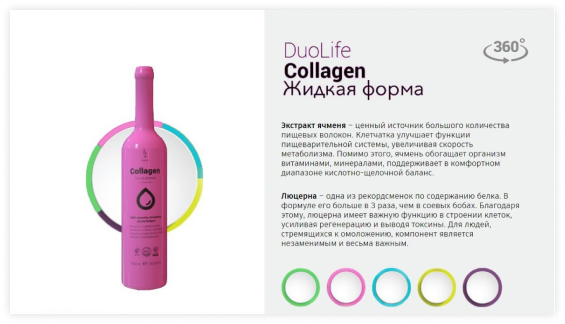 360°
DuoLife
Collagen
Жидкая форма
Экстракт ячменя – ценный источник большого количества
пищевых волокон. Клетчатка улучшает функции
пищеварительной системы, увеличивая скорость
метаболизма. Помимо этого, ячмень обогащает организм
витаминами, минералами, поддерживает в комфортном
диапазоне кислотно-щелочной баланс.
Люцерна – одна из рекордсменок по содержанию белка. В
формуле его больше в 3 раза, чем в соевых бобах. Благодаря
этому, люцерна имеет важную функцию в строении клеток,
усиливая регенерацию и выводя токсины. Для людей,
стремящихся к омоложению, компонент является
незаменимым и весьма важным.
Collagen